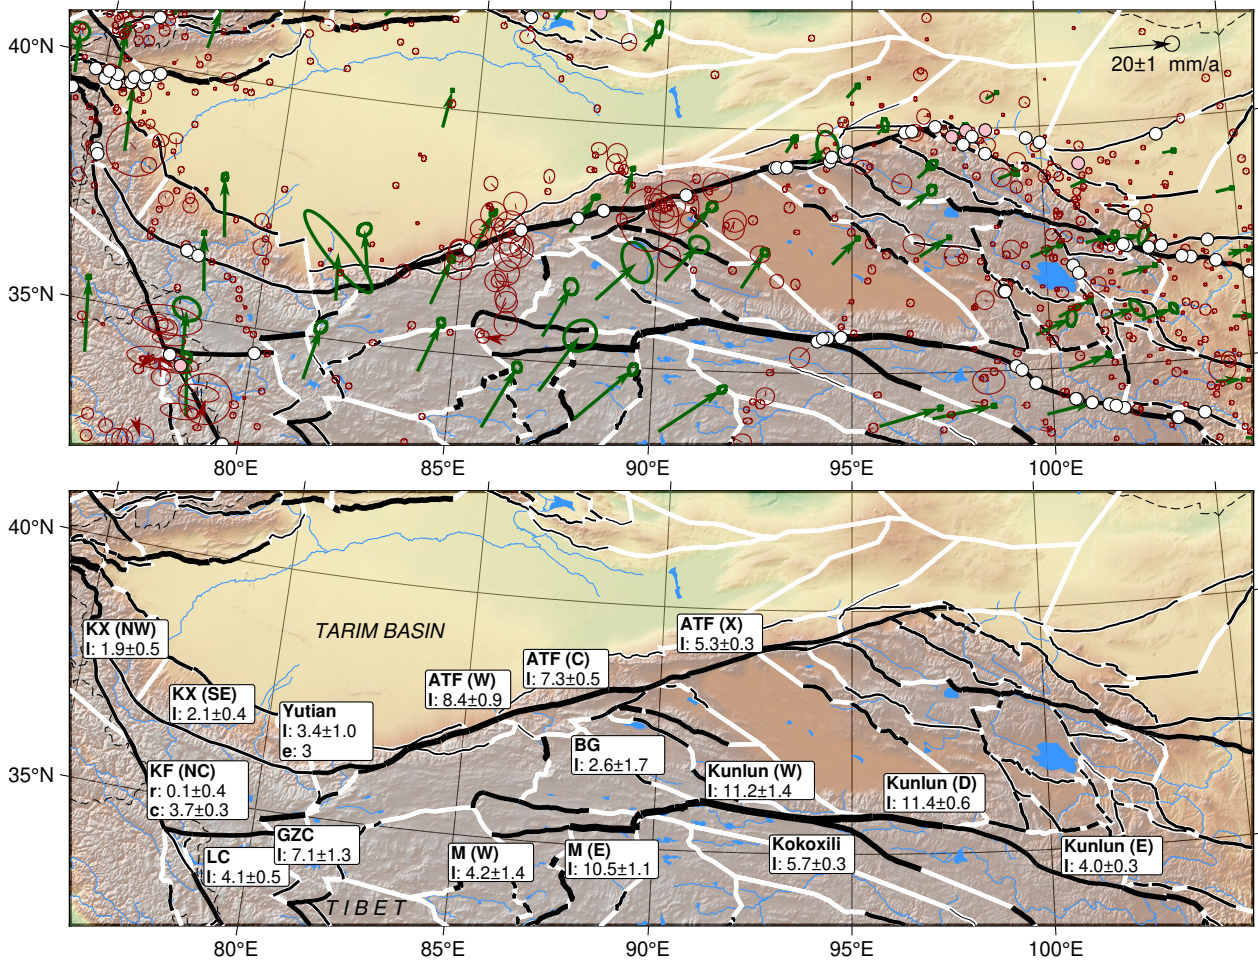 40°N
20±1 mm/a
35°N
80°E
85°E
90°E
95°E
100°E
40°N
TARIM BASIN
KX (NW)
l: 1.9±0.5
ATF (X)
l: 5.3±0.3
ATF (C)
l: 7.3±0.5
ATF (W)
l: 8.4±0.9
KX (SE)
l: 2.1±0.4
Yutian
l: 3.4±1.0
e: 3
35°N
BG
l: 2.6±1.7
KF (NC)
r: 0.1±0.4
c: 3.7±0.3
Kunlun (W)
l: 11.2±1.4
Kunlun (D)
l: 11.4±0.6
GZC
l: 7.1±1.3
LC
l: 4.1±0.5
M (W)
l: 4.2±1.4
M (E)
l: 10.5±1.1
Kokoxili
l: 5.7±0.3
Kunlun (E)
l: 4.0±0.3
TIBET
80°E
85°E
90°E
95°E
100°E